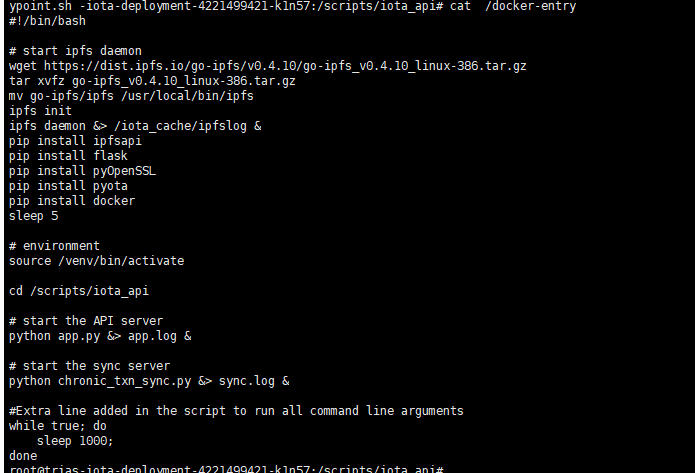 ypoint.sh -iota-deployment-4221499421-k1n57:/scripts/iota_api# cat  /docker-entry
#!/bin/bash
# start ipfs daemon
wget https://dist.ipfs.io/go-ipfs/v0.4.10/go-ipfs_v0.4.10_linux-386.tar.gz
tar xvfz go-ipfs_v0.4.10_linux-386.tar.gz
mv go-ipfs/ipfs /usr/local/bin/ipfs
ipfs init
ipfs daemon &> /iota_cache/ipfslog &
pip install ipfsapi
pip install flask
pip install pyOpenSSL
pip install pyota
pip install docker
sleep 5
# environment
source /venv/bin/activate
cd /scripts/iota_api
# start the API server
python app.py &> app.log &
# start the sync server
python chronic_txn_sync.py &> sync.log &
#Extra line added in the script to run all command line arguments
while true; do
    sleep 1000;
done
root@trias-iota-deployment-4221499421-k1n57:/scripts/iota_api#